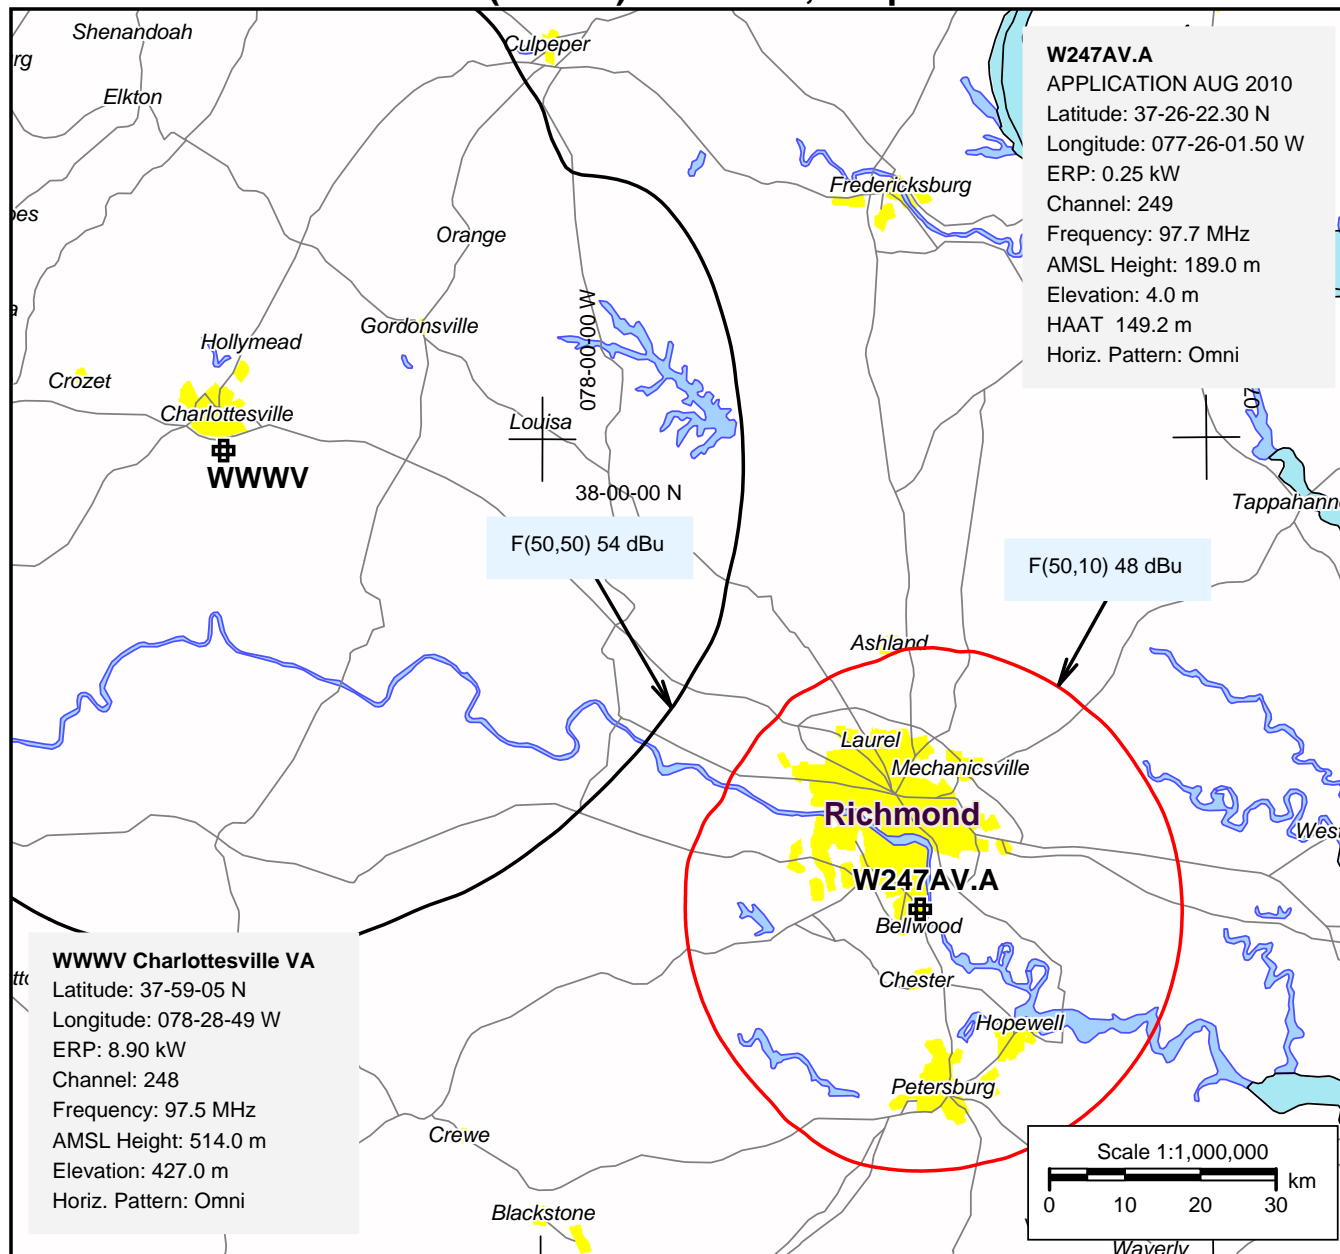 Shenandoah
Culpeper
Elkton
Fredericksburg
Orange
078-00-00 W
Gordonsville
Hollymead
Crozet
Charlottesville
Louisa
WWWV
38-00-00 N
Tappahann
F(50,50) 54 dBu
F(50,10) 48 dBu
Ashland
Laurel
Mechanicsville
Richmond
West
W247AV.A
Bellwood
Chester
Hopewell
Petersburg
Crewe
Blackstone
Waverly
W247AV.A
APPLICATION AUG 2010
Latitude: 37-26-22.30 N
Longitude: 077-26-01.50 W
ERP: 0.25 kW
Channel: 249
Frequency: 97.7 MHz
AMSL Height: 189.0 m
Elevation: 4.0 m
HAAT  149.2 m
Horiz. Pattern: Omni
WWWV Charlottesville VA
Latitude: 37-59-05 N
Longitude: 078-28-49 W
ERP: 8.90 kW
Channel: 248
Frequency: 97.5 MHz
AMSL Height: 514.0 m
Elevation: 427.0 m
Horiz. Pattern: Omni
Scale 1:1,000,000
km
0 10 20 30